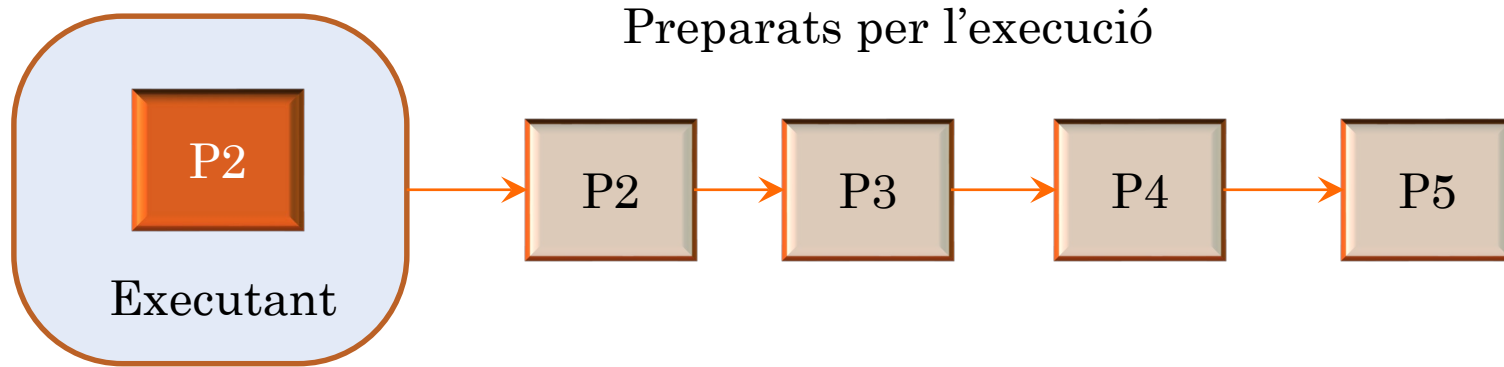 Preparats per l’execució
P2
P2
P3
P4
P5
Executant